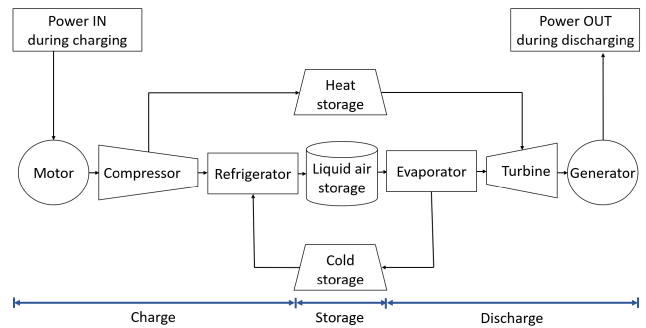 Power IN
during charging
Power OUT
during discharging
Heat
storage
Motor
Compressor
Refrigerator
Liquid air
storage
Evaporator
Turbine
Generator
Cold
storage
Charge
Storage
Discharge